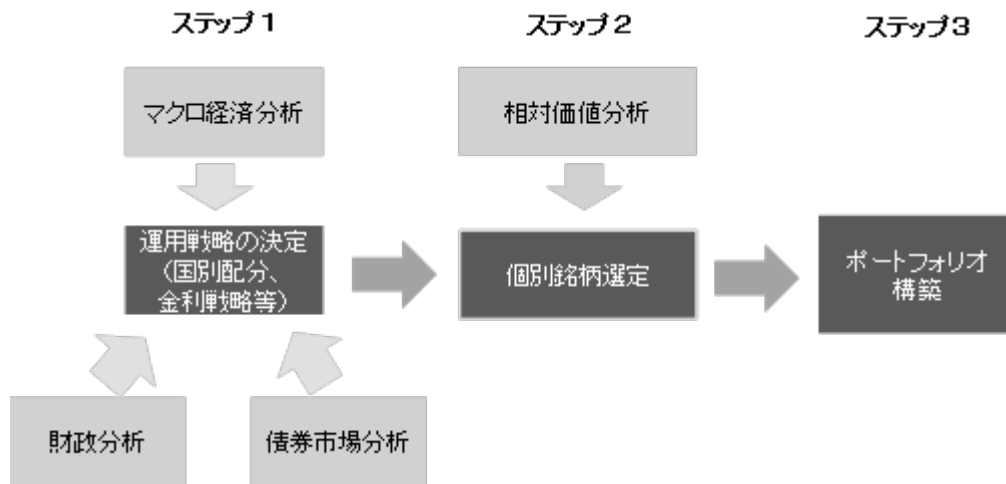 ステップ1
ステップ2
ステップ3
マクロ経済分析
相対価値分析
運用戦略の決定
(国別配分、
金利戦略等)
個別銘柄選定
ポートフォリオ
構築
財政分析
債券市場分析